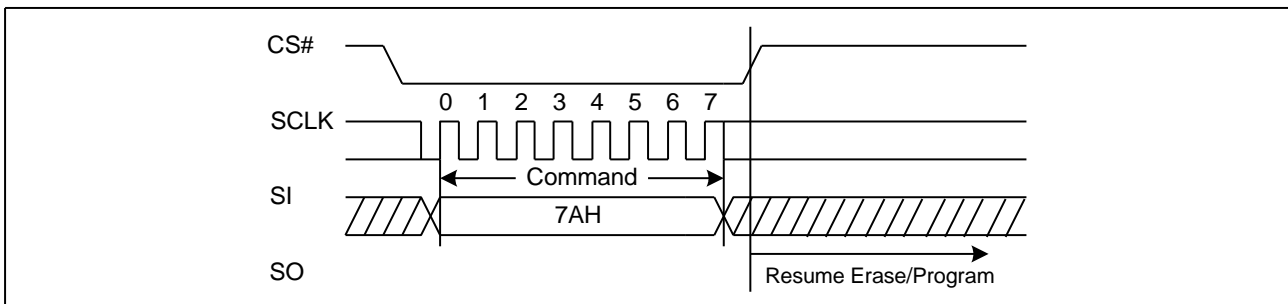 CS#
0 1 2 3 4 5 6 7
SCLK
Command
SI
7AH
SO
Resume Erase/Program